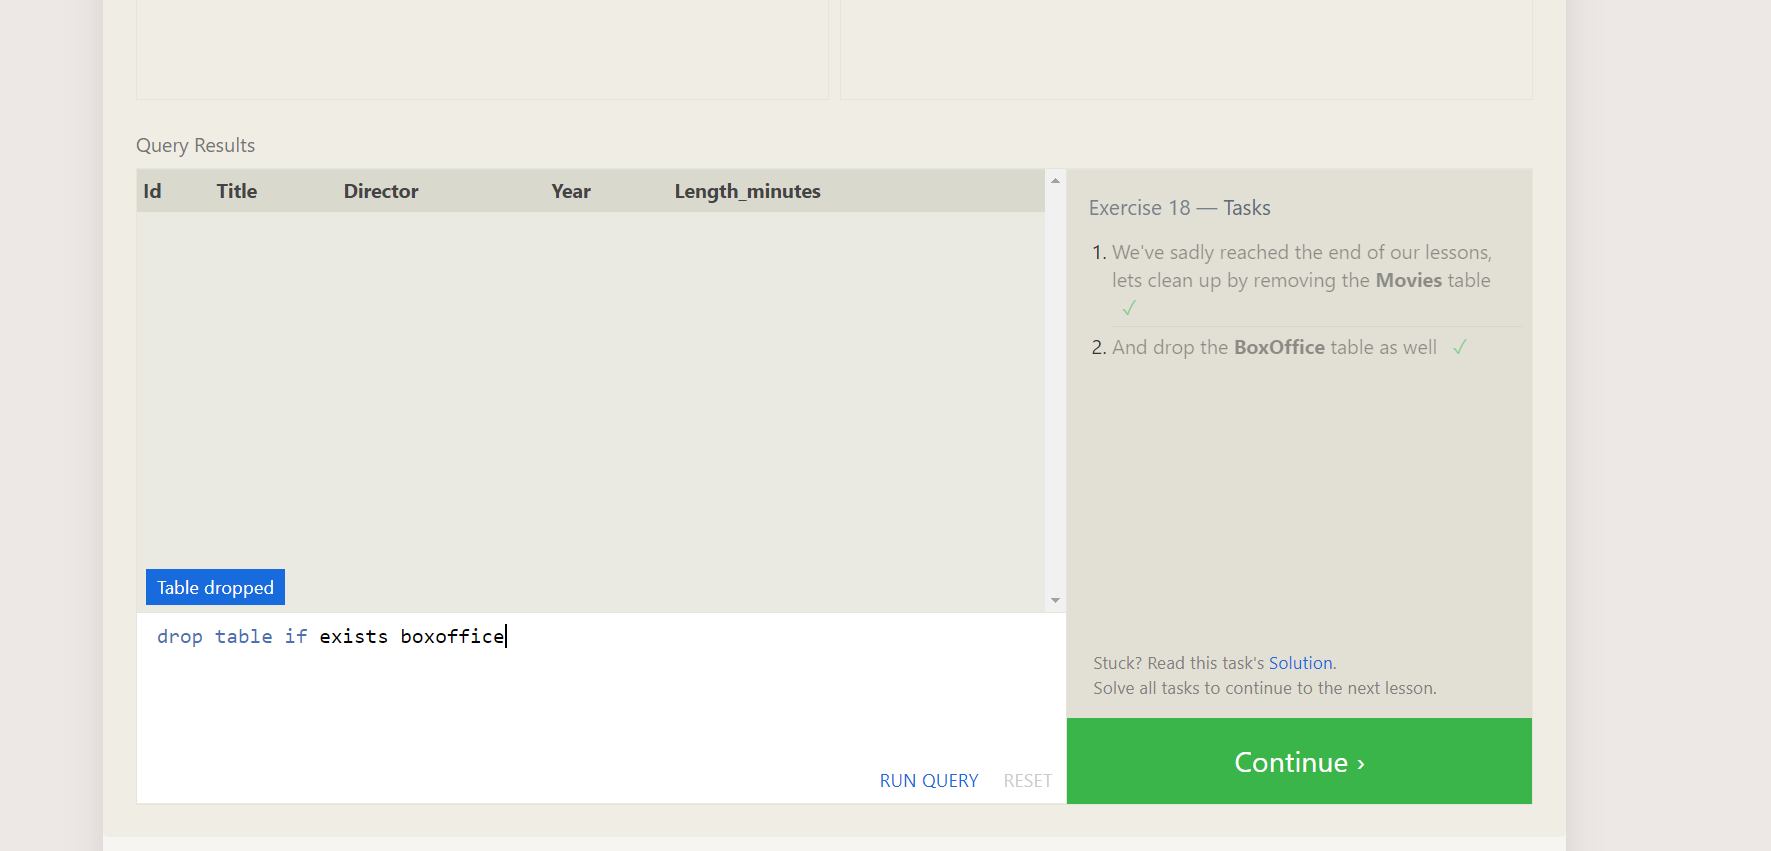 Query Results
Id Title Director Year Length_minutes
Table dropped
drop table if exists boxoffice
RUN QUERY RESET
Exercise 18 — Tasks
1. We've sadly reached the end of our lessons,
lets clean up by removing the Movies table
✓
2. And drop the BoxOffice table as well ✓
Stuck? Read this task's Solution.
Solve all tasks to continue to the next lesson.
Continue ›